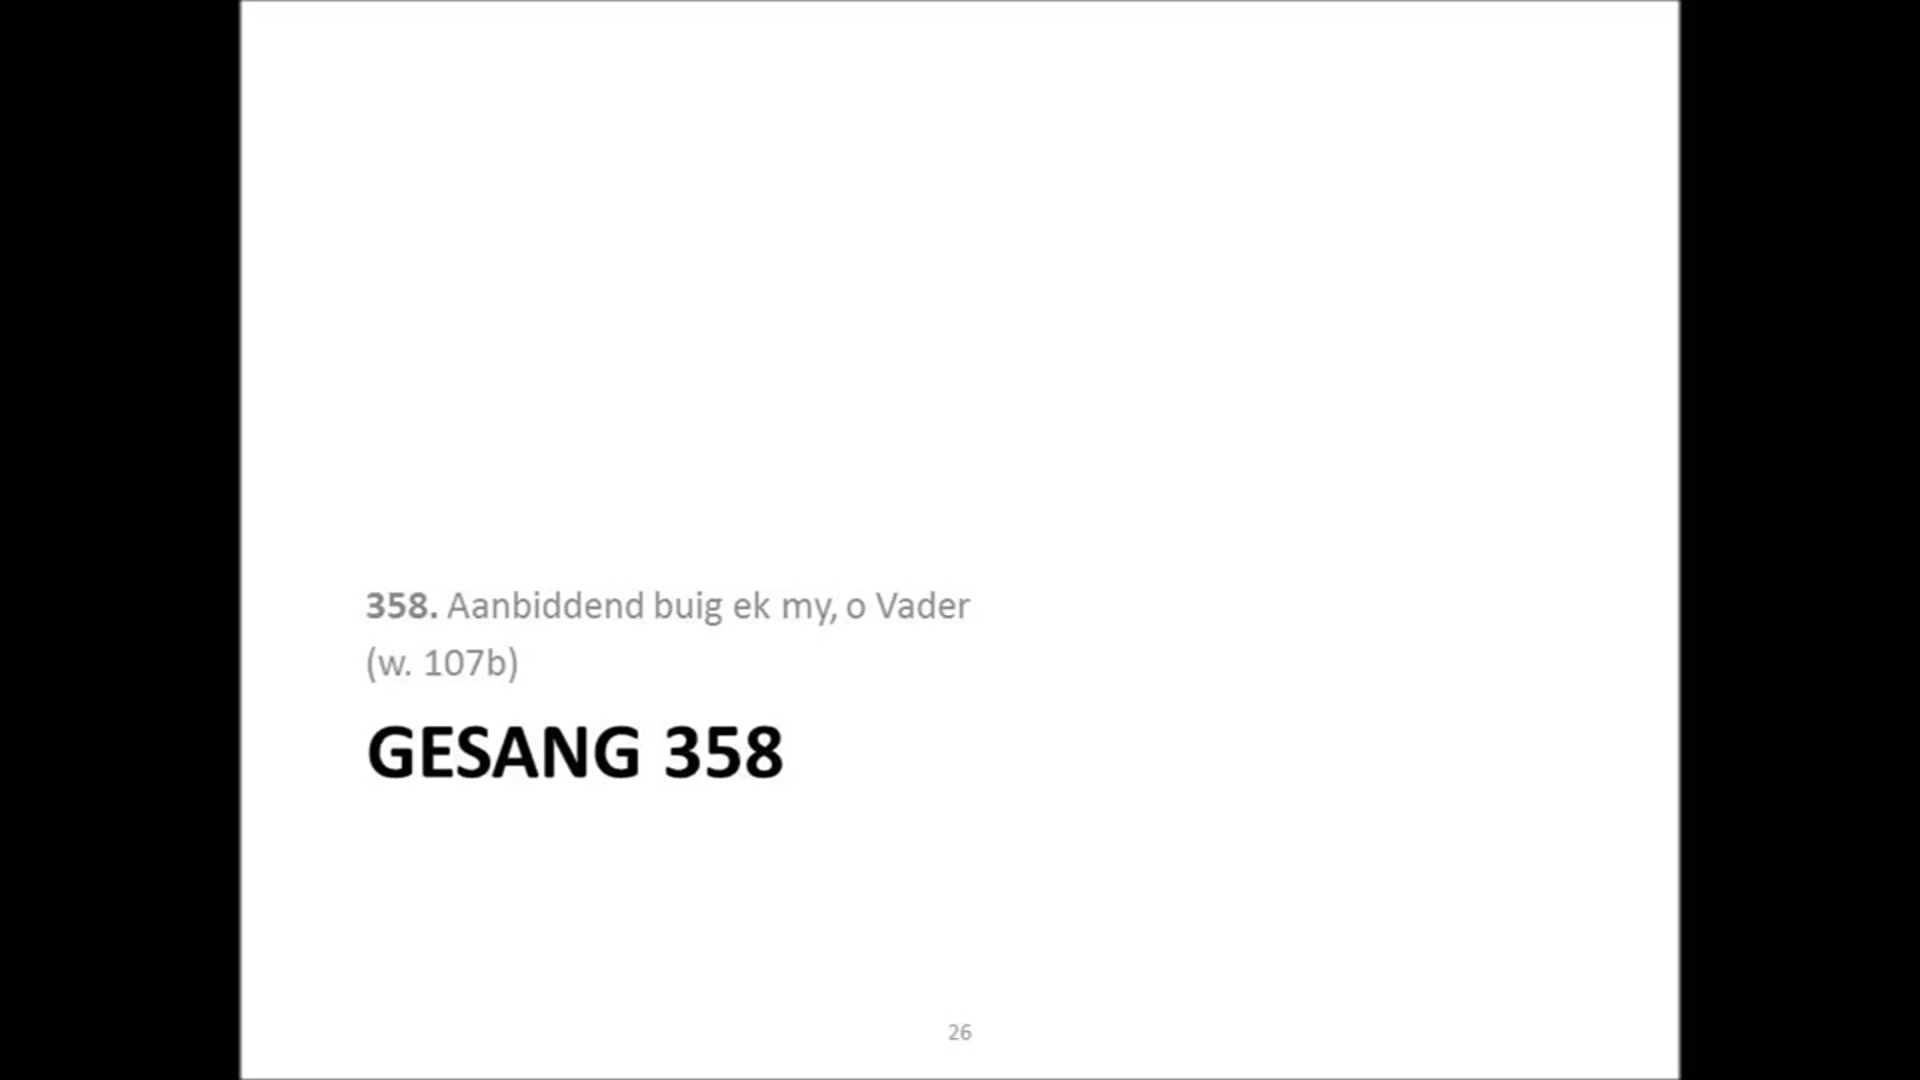 358. Aanbiddend buig ek my, o Vader
(w. 107b)
GESANG 358
26